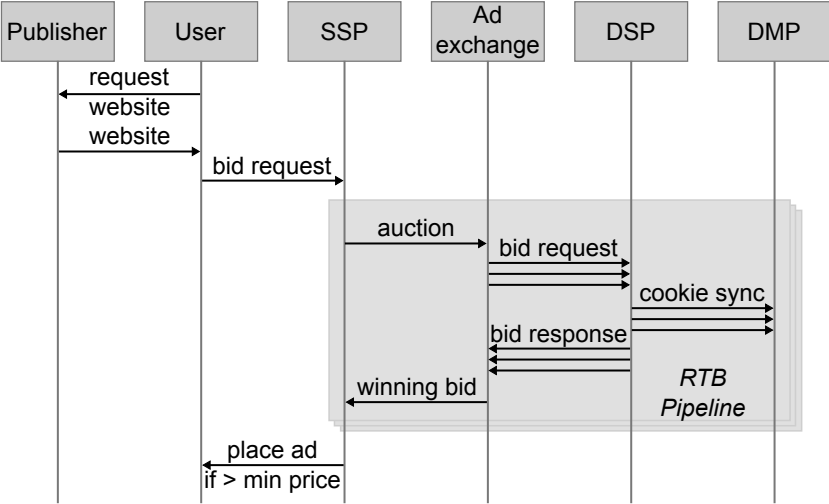 Publisher
User
SSP
Ad
exchange
DSP
DMP
request
website
website
bid request
auction
bid request
cookie sync
bid response
winning bid
RTB
Pipeline
place ad
if > min price